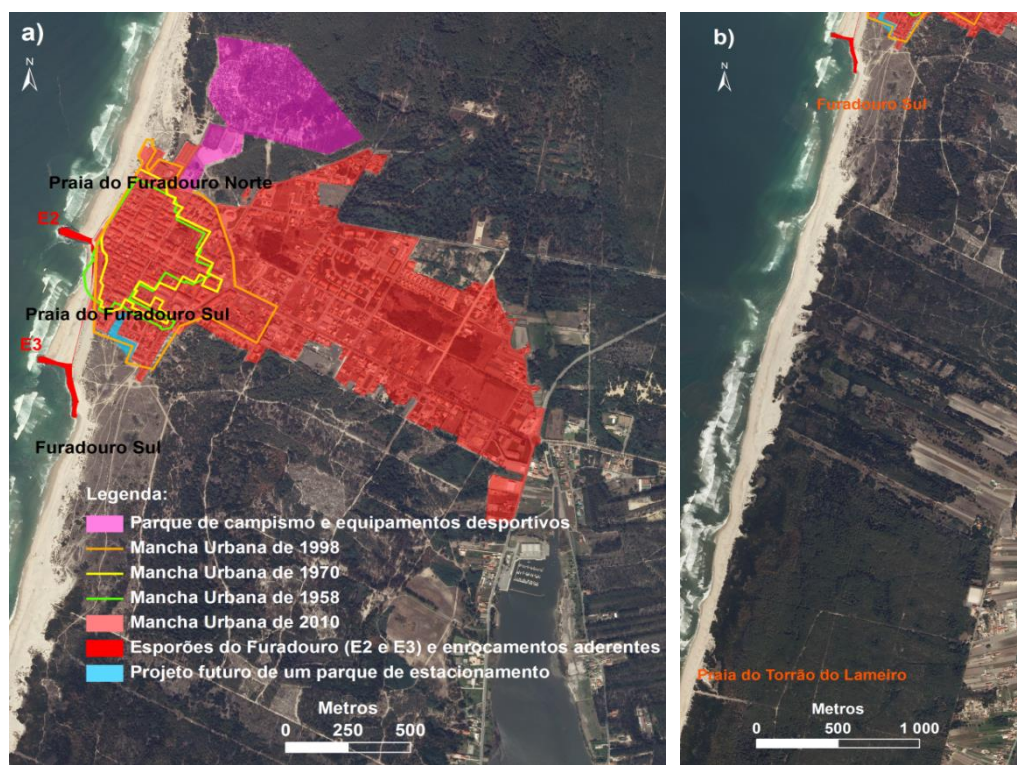 a)
N
Praia do Furadouro Norte
E2
Praia do Furadouro Sul
E3
Furadouro Sul
Legenda:
Parque de campismo e equipamentos desportivos
Mancha Urbana de 1998
Mancha Urbana de 1970
Mancha Urbana de 1958
Mancha Urbana de 2010
Esporões do Furadouro (E2 e E3) e enrocamentos aderentes
Projeto futuro de um parque de estacionamento
Metros
0 250 500
b)
N
Furadouro Sul
Praia do Torrão do Lameiro
Metros
0 500 1 000